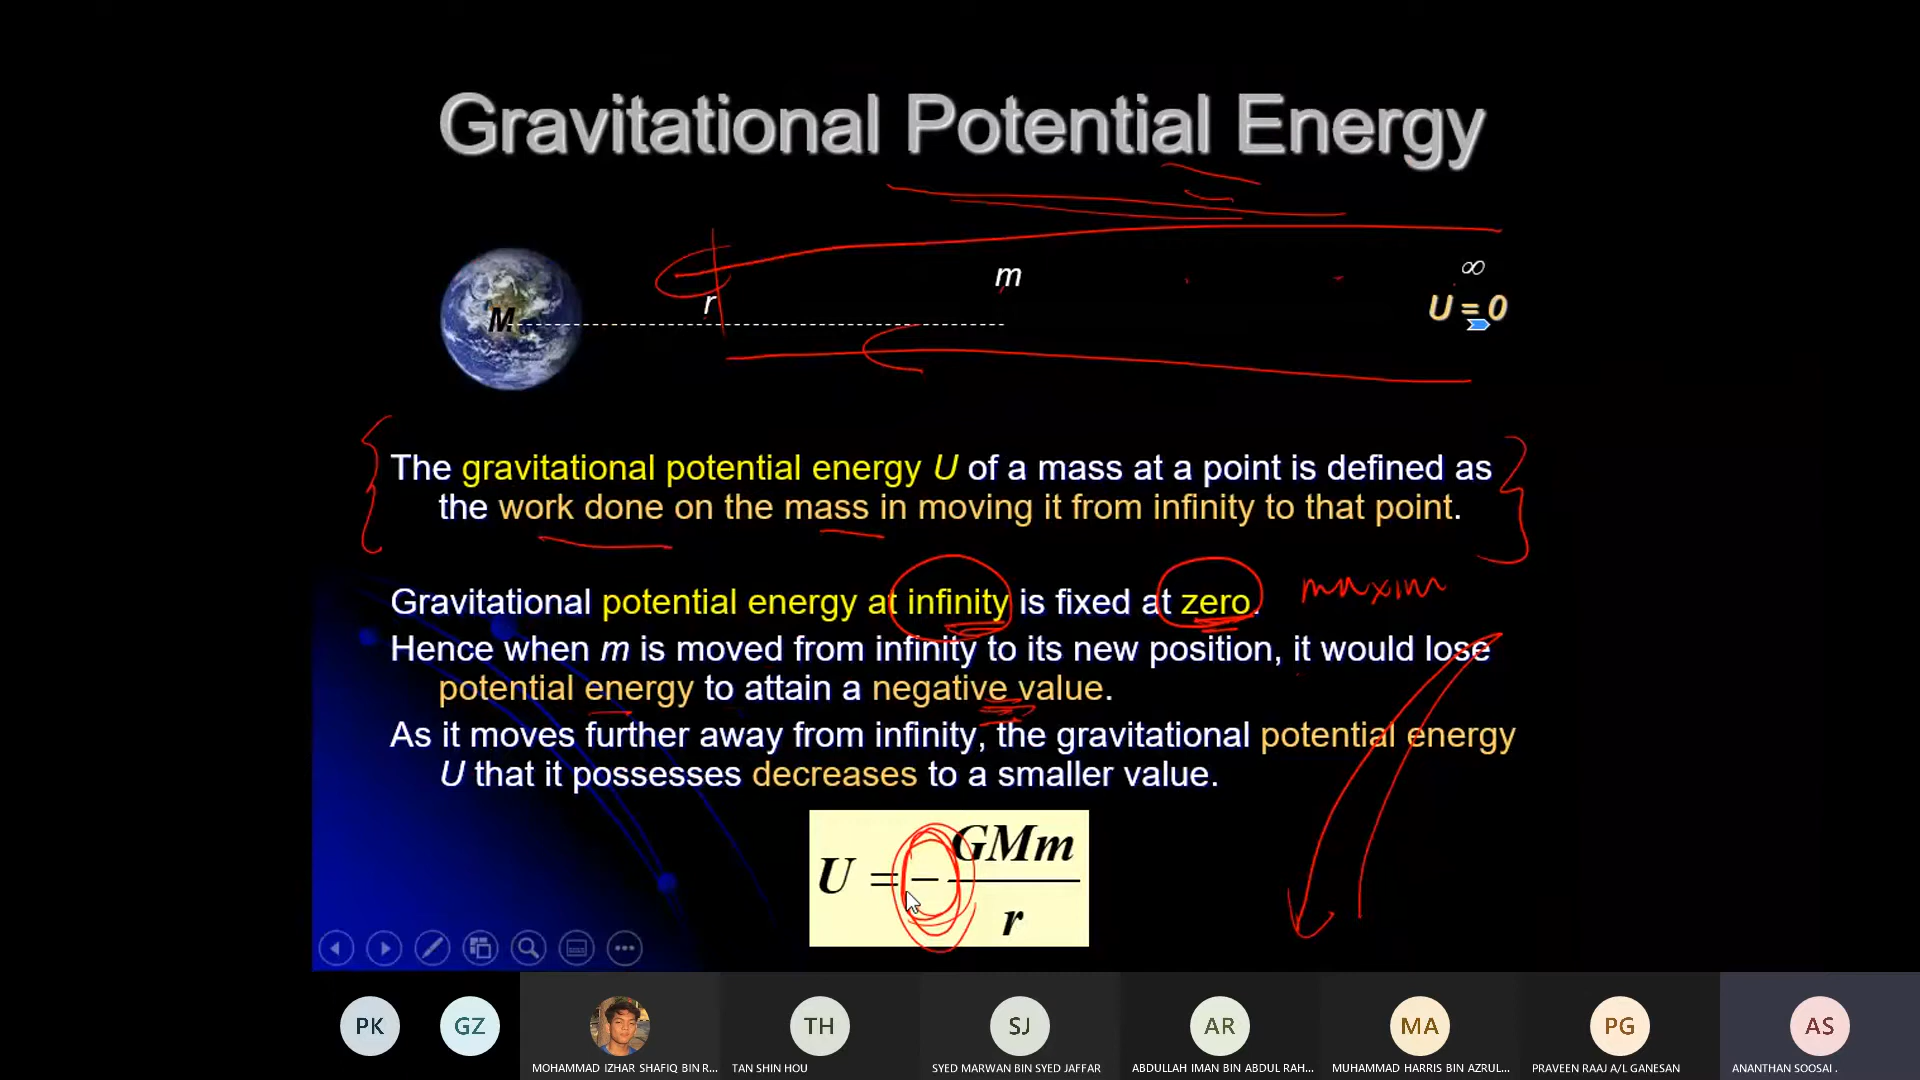 Gravitational Potential Energy
m
∞
r
U = 0
M
The gravitational potential energy U of a mass at a point is defined as
the work done on the mass in moving it from infinity to that point.
Gravitational potential energy at infinity is fixed at zero.
maxim
Hence when m is moved from infinity to its new position, it would lose
potential energy to attain a negative value.
As it moves further away from infinity, the gravitational potential energy
U that it possesses decreases to a smaller value.
U = − GMm / r
PK GZ TH SJ AR MA PG AS
MOHAMMAD IZHAR SHAFIQ BIN R... TAN SHIN HOU SYED MARWAN BIN SYED JAFFAR ABDULLAH IMAN BIN ABDUL RAH... MUHAMMAD HARRIS BIN AZRUL... PRAVEEN RAAJ A/L GANESAN ANANTHAN SOOSAI .